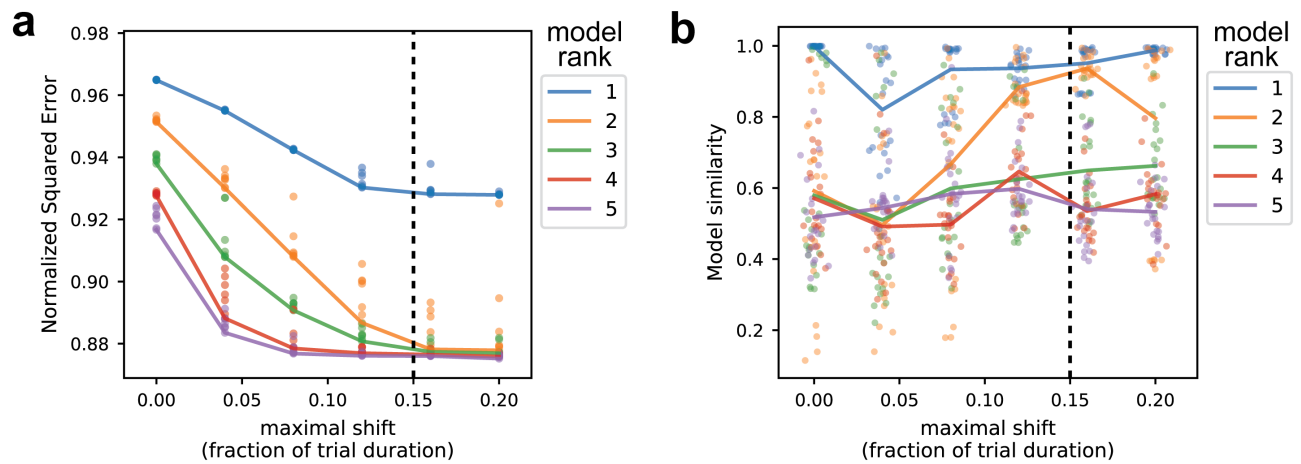 a
model
rank
1
2
3
4
5
0.98
0.96
0.94
0.92
0.90
0.88
Normalized Squared Error
0.00 0.05 0.10 0.15 0.20
maximal shift
(fraction of trial duration)
b
model
rank
1
2
3
4
5
1.0
0.8
0.6
0.4
0.2
Model similarity
0.00 0.05 0.10 0.15 0.20
maximal shift
(fraction of trial duration)